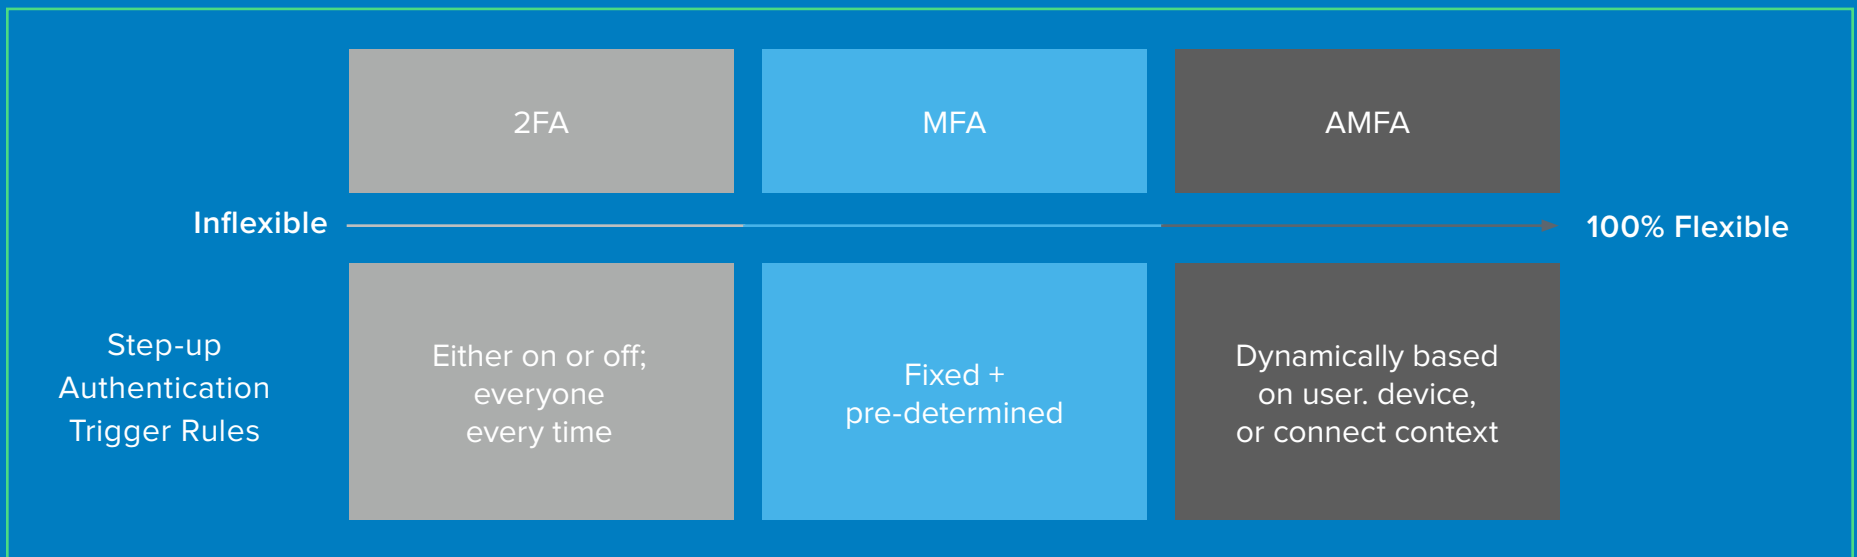 2FA
MFA
AMFA
Inflexible
100% Flexible
Step-up
Authentication
Trigger Rules
Either on or off;
everyone
every time
Fixed +
pre-determined
Dynamically based
on user. device,
or connect context